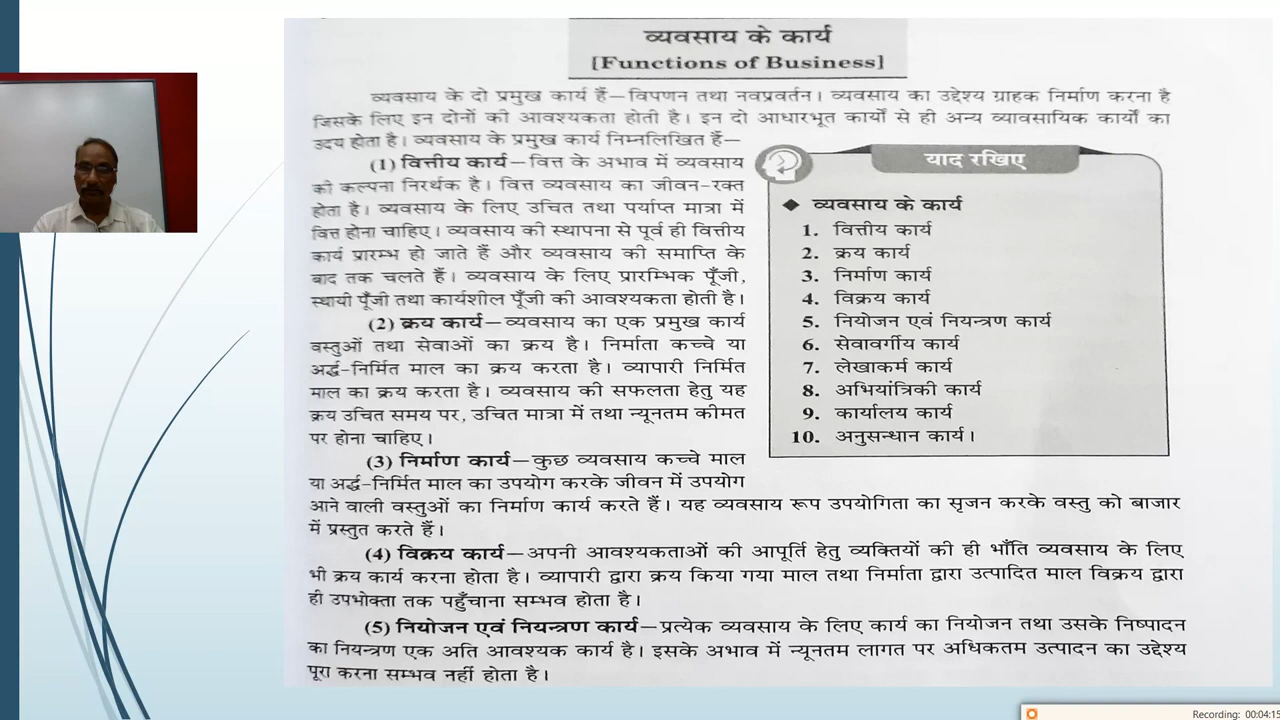 व्यवसाय के कार्य
[Functions of Business]
व्यवसाय के दो प्रमुख कार्य हैं—विपणन तथा नवप्रवर्तन। व्यवसाय का उद्देश्य ग्राहक निर्माण करना है
जिसके लिए इन दोनों की आवश्यकता होती है। इन दो आधारभूत कार्यों से ही अन्य व्यावसायिक कार्यों का
उदय होता है। व्यवसाय के प्रमुख कार्य निम्नलिखित हैं—
(1) वित्तीय कार्य—वित्त के अभाव में व्यवसाय
की कल्पना निरर्थक है। वित्त व्यवसाय का जीवन-रक्त
होता है। व्यवसाय के लिए उचित तथा पर्याप्त मात्रा में
वित्त होना चाहिए। व्यवसाय की स्थापना से पूर्व ही वित्तीय
कार्य प्रारम्भ हो जाते हैं और व्यवसाय की समाप्ति के
बाद तक चलते हैं। व्यवसाय के लिए प्रारम्भिक पूँजी,
स्थायी पूँजी तथा कार्यशील पूँजी की आवश्यकता होती है।
(2) क्रय कार्य—व्यवसाय का एक प्रमुख कार्य
वस्तुओं तथा सेवाओं का क्रय है। निर्माता कच्चे या
अर्द्ध-निर्मित माल का क्रय करता है। व्यापारी निर्मित
माल का क्रय करता है। व्यवसाय की सफलता हेतु यह
क्रय उचित समय पर, उचित मात्रा में तथा न्यूनतम कीमत
पर होना चाहिए।
(3) निर्माण कार्य—कुछ व्यवसाय कच्चे माल
या अर्द्ध-निर्मित माल का उपयोग करके जीवन में उपयोग
आने वाली वस्तुओं का निर्माण कार्य करते हैं। यह व्यवसाय रूप उपयोगिता का सृजन करके वस्तु को बाजार
में प्रस्तुत करते हैं।
(4) विक्रय कार्य—अपनी आवश्यकताओं की आपूर्ति हेतु व्यक्तियों की ही भाँति व्यवसाय के लिए
भी क्रय कार्य करना होता है। व्यापारी द्वारा क्रय किया गया माल तथा निर्माता द्वारा उत्पादित माल विक्रय द्वारा
ही उपभोक्ता तक पहुँचाना सम्भव होता है।
(5) नियोजन एवं नियन्त्रण कार्य—प्रत्येक व्यवसाय के लिए कार्य का नियोजन तथा उसके निष्पादन
का नियन्त्रण एक अति आवश्यक कार्य है। इसके अभाव में न्यूनतम लागत पर अधिकतम उत्पादन का उद्देश्य
पूरा करना सम्भव नहीं होता है।
याद रखिए
◆ व्यवसाय के कार्य
1. वित्तीय कार्य
2. क्रय कार्य
3. निर्माण कार्य
4. विक्रय कार्य
5. नियोजन एवं नियन्त्रण कार्य
6. सेवावर्गीय कार्य
7. लेखाकर्म कार्य
8. अभियांत्रिकी कार्य
9. कार्यालय कार्य
10. अनुसन्धान कार्य।
Recording: 00:04:15